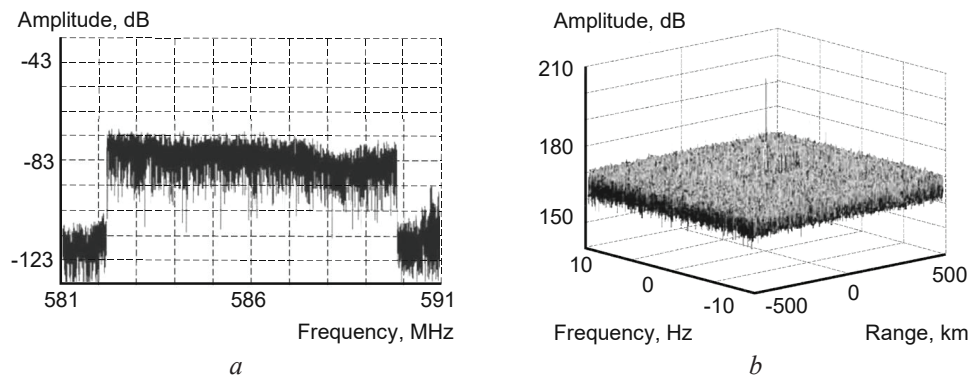 Amplitude, dB
-43
-83
-123
581 586 591
Frequency, MHz
a
Amplitude, dB
210
180
150
10 0 -10 -500 0 500
Frequency, Hz Range, km
b